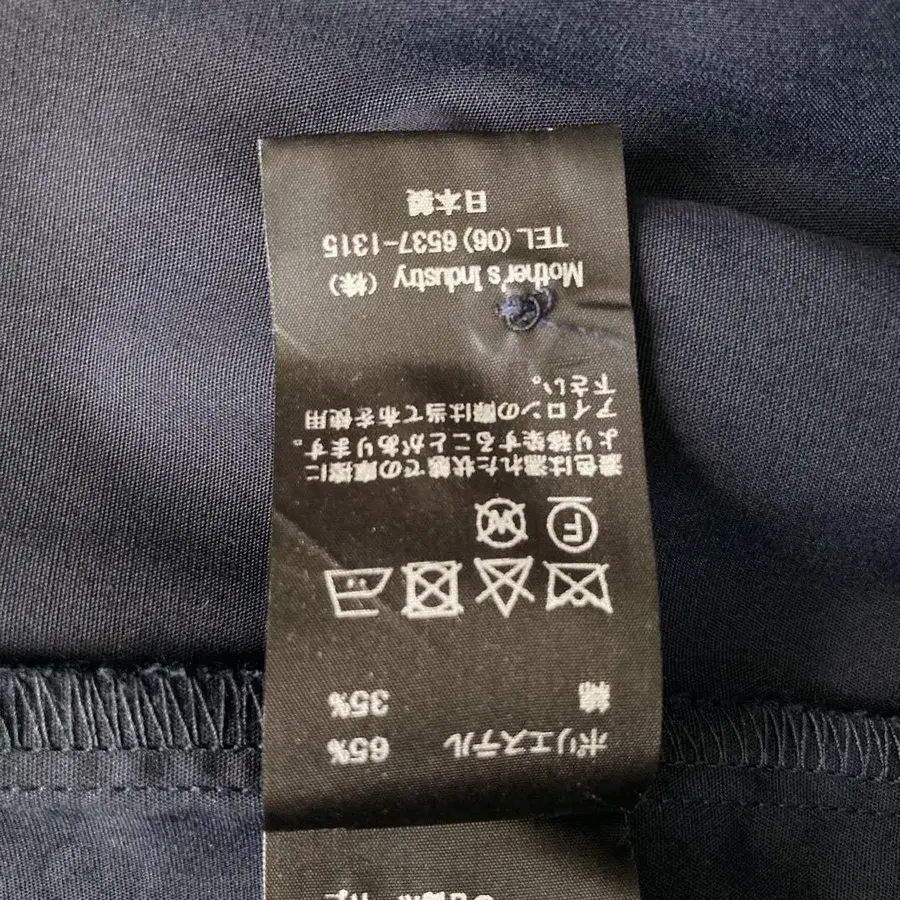 ポリエステル 65%
綿 35%
F W
濃色は濡れた状態での摩擦に
より移染することがあります。
アイロンの際は当て布を使用
下さい。
Mother's Industry (株)
TEL (06) 6537-1315
日本製